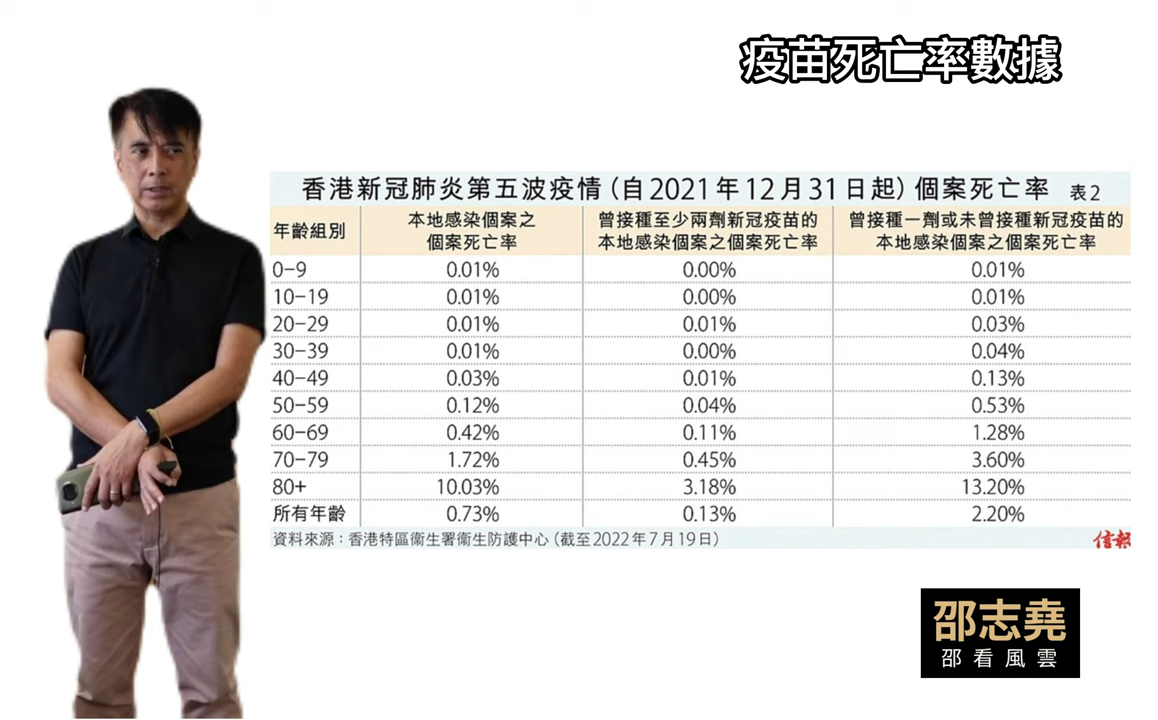 疫苗死亡率數據
香港新冠肺炎第五波疫情(自2021年12月31日起)個案死亡率 表2
年齡組別 本地感染個案之個案死亡率 曾接種至少兩劑新冠疫苗的本地感染個案之個案死亡率 曾接種一劑或未曾接種新冠疫苗的本地感染個案之個案死亡率
0-9 0.01% 0.00% 0.01%
10-19 0.01% 0.00% 0.01%
20-29 0.01% 0.01% 0.03%
30-39 0.01% 0.00% 0.04%
40-49 0.03% 0.01% 0.13%
50-59 0.12% 0.04% 0.53%
60-69 0.42% 0.11% 1.28%
70-79 1.72% 0.45% 3.60%
80+ 10.03% 3.18% 13.20%
所有年齡 0.73% 0.13% 2.20%
資料來源:香港特區衞生署衞生防護中心(截至2022年7月19日) 信報
邵志堯
邵看風雲